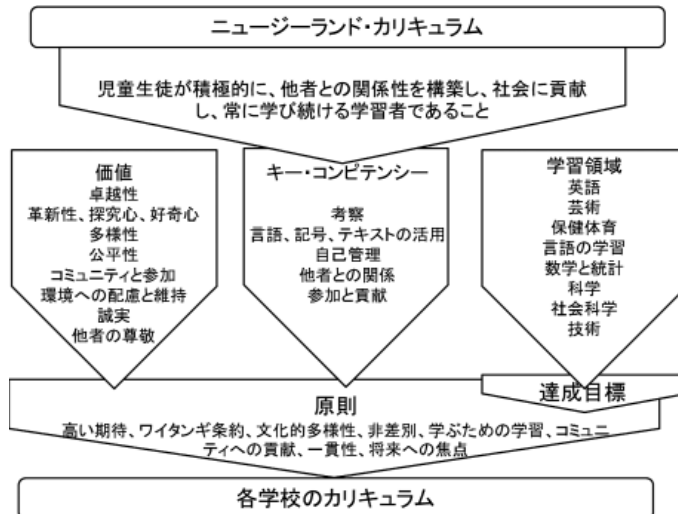 ニュージーランド・カリキュラム
児童生徒が積極的に、他者との関係性を構築し、社会に貢献
し、常に学び続ける学習者であること
価値
卓越性
革新性、探究心、好奇心
多様性
公平性
コミュニティと参加
環境への配慮と維持
誠実
他者の尊敬
キー・コンピテンシー
考察
言語、記号、テキストの活用
自己管理
他者との関係
参加と貢献
学習領域
英語
芸術
保健体育
言語の学習
数学と統計
科学
社会科学
技術
達成目標
原則
高い期待、ワイタンギ条約、文化的多様性、非差別、学ぶための学習、コミュニ
ティへの貢献、一貫性、将来への焦点
各学校のカリキュラム